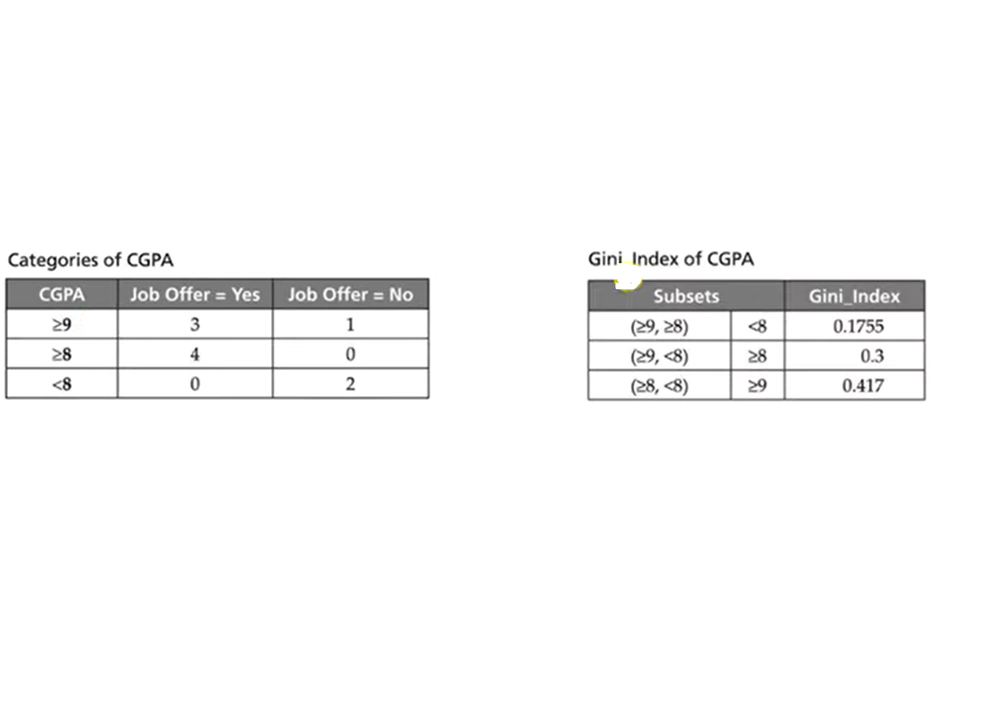 Categories of CGPA
CGPA Job Offer = Yes Job Offer = No
≥9 3 1
≥8 4 0
<8 0 2
Gini_Index of CGPA
Subsets Gini_Index
(≥9, ≥8) <8 0.1755
(≥9, <8) ≥8 0.3
(≥8, <8) ≥9 0.417